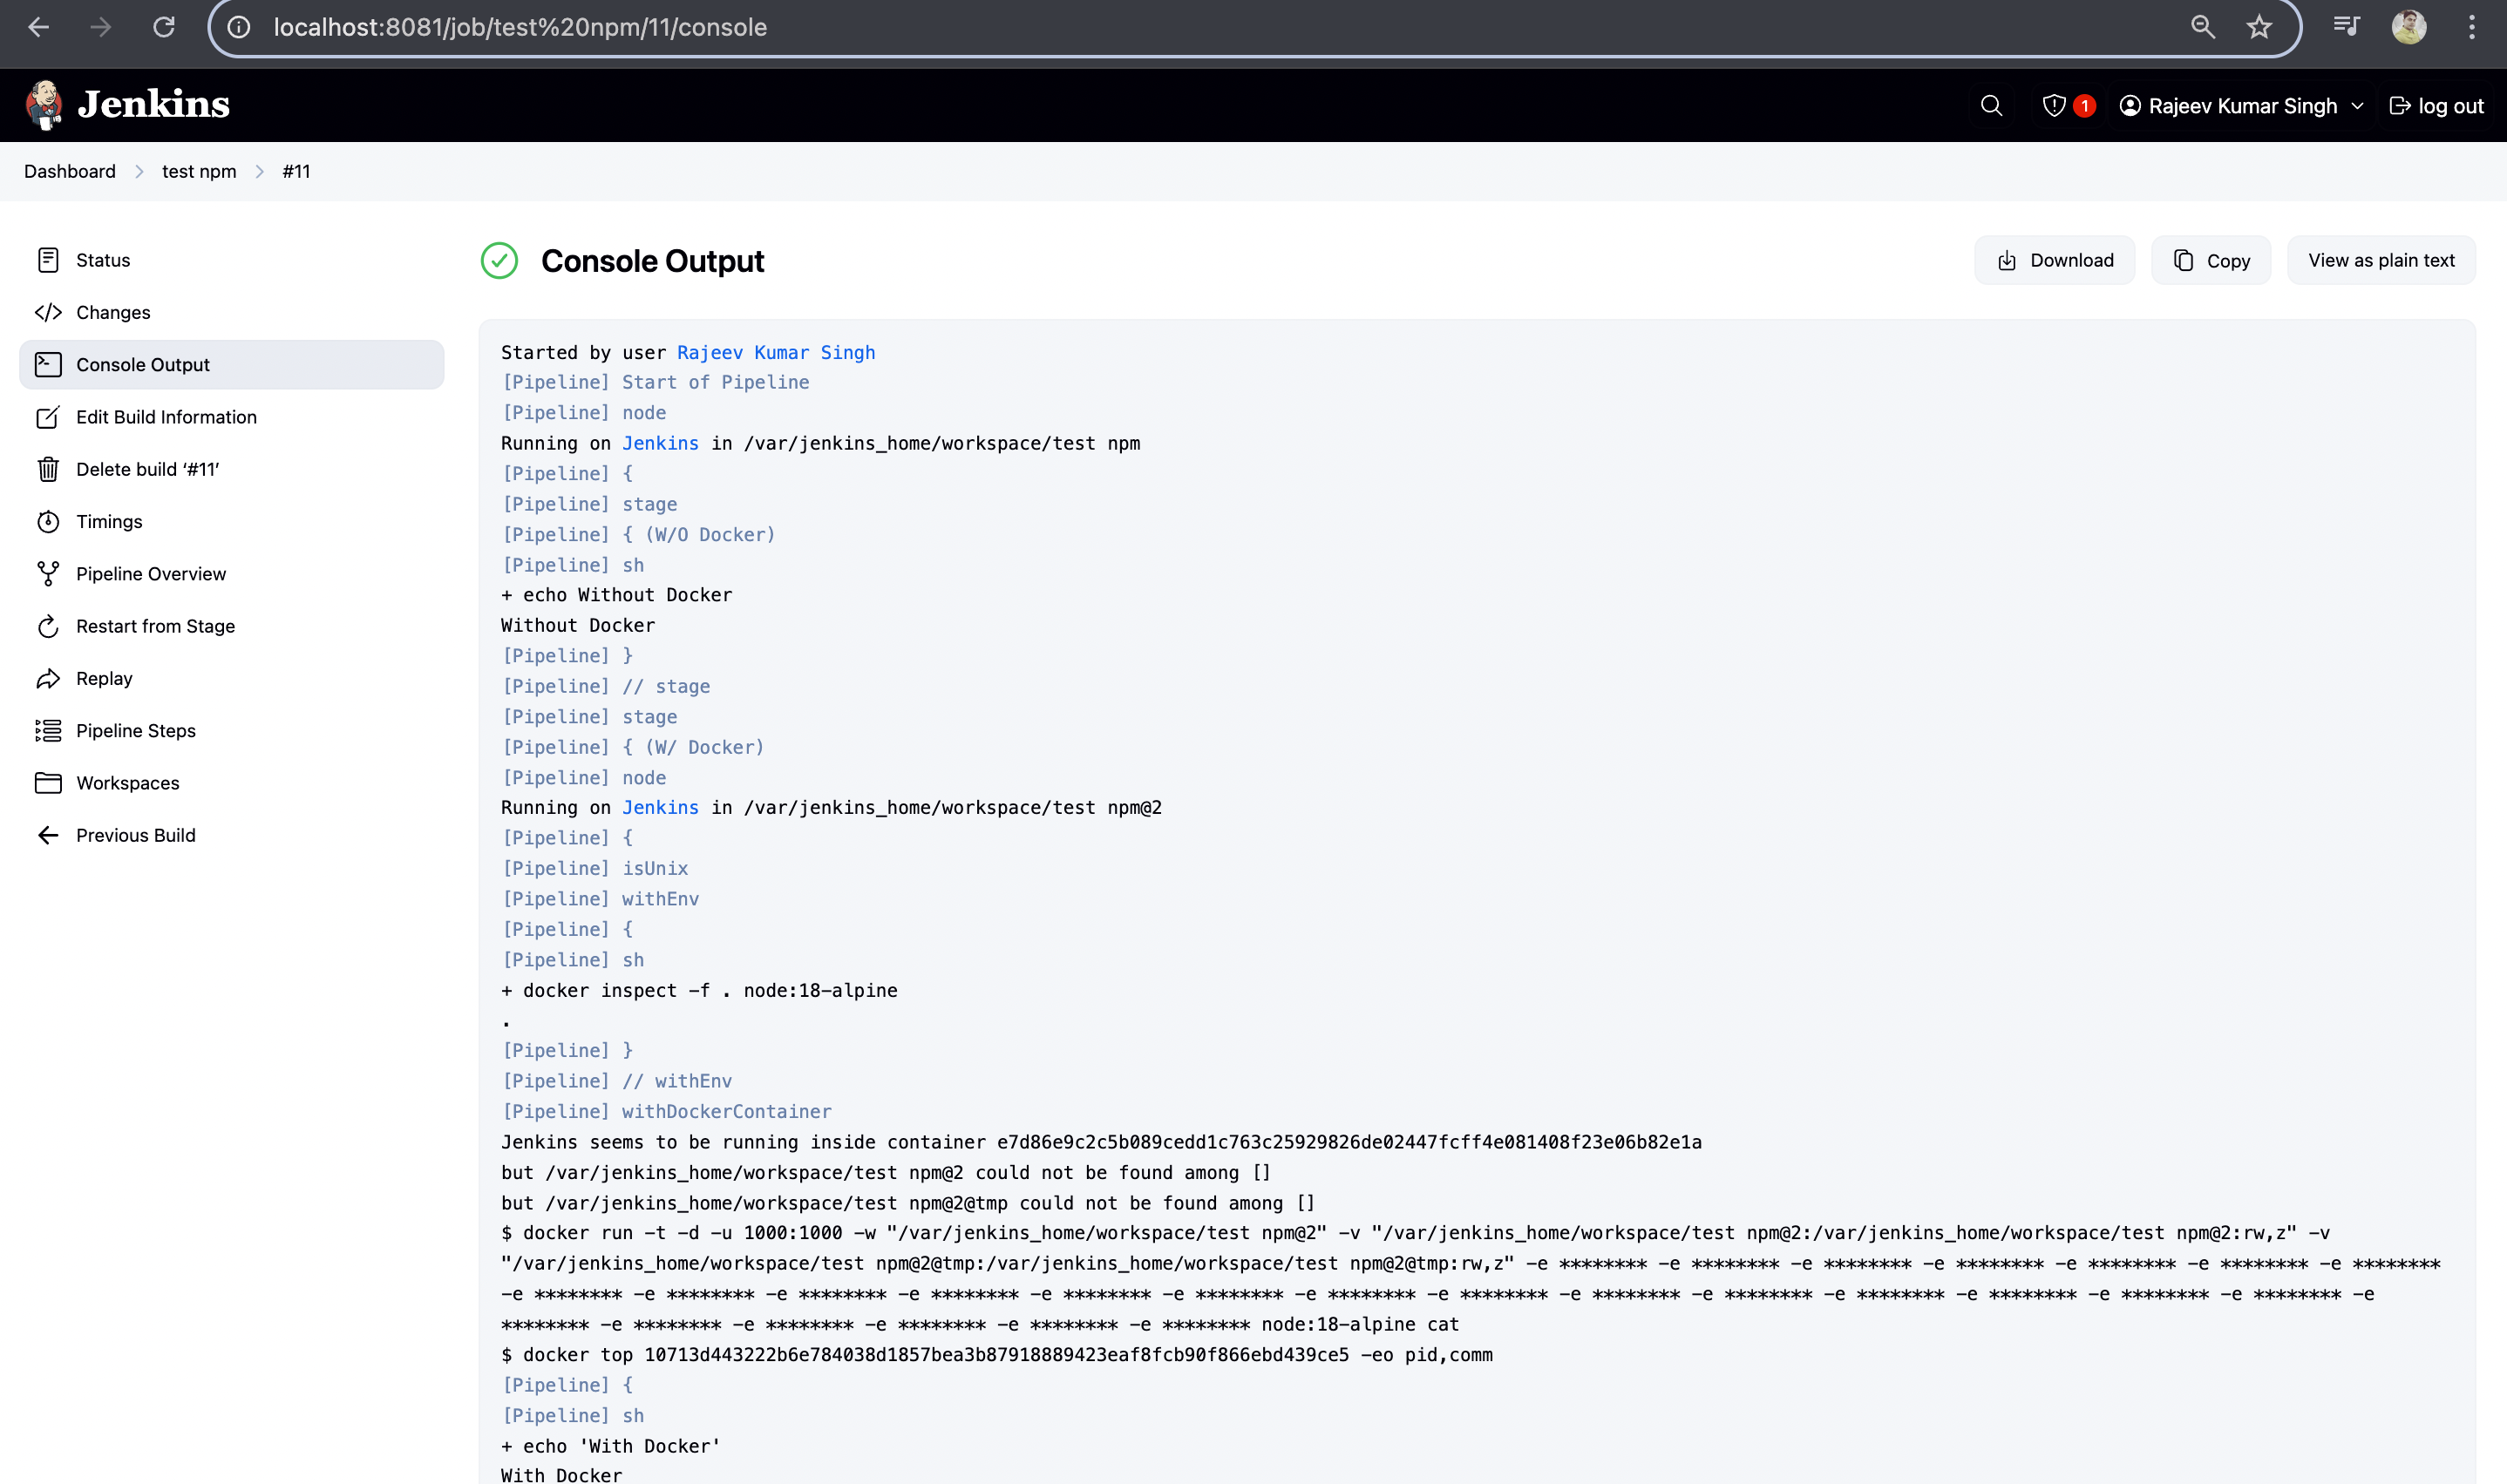 localhost:8081/job/test%20npm/11/console
Jenkins
1
Rajeev Kumar Singh
log out
Dashboard
test npm
#11
Status
Changes
Console Output
Edit Build Information
Delete build ‘#11’
Timings
Pipeline Overview
Restart from Stage
Replay
Pipeline Steps
Workspaces
Previous Build
Console Output
Download
Copy
View as plain text
Started by user Rajeev Kumar Singh
[Pipeline] Start of Pipeline
[Pipeline] node
Running on Jenkins in /var/jenkins_home/workspace/test npm
[Pipeline] {
[Pipeline] stage
[Pipeline] { (W/O Docker)
[Pipeline] sh
+ echo Without Docker
Without Docker
[Pipeline] }
[Pipeline] // stage
[Pipeline] stage
[Pipeline] { (W/ Docker)
[Pipeline] node
Running on Jenkins in /var/jenkins_home/workspace/test npm@2
[Pipeline] {
[Pipeline] isUnix
[Pipeline] withEnv
[Pipeline] {
[Pipeline] sh
+ docker inspect -f . node:18-alpine
.
[Pipeline] }
[Pipeline] // withEnv
[Pipeline] withDockerContainer
Jenkins seems to be running inside container e7d86e9c2c5b089cedd1c763c25929826de02447fcff4e081408f23e06b82e1a
but /var/jenkins_home/workspace/test npm@2 could not be found among []
but /var/jenkins_home/workspace/test npm@2@tmp could not be found among []
$ docker run -t -d -u 1000:1000 -w "/var/jenkins_home/workspace/test npm@2" -v "/var/jenkins_home/workspace/test npm@2:/var/jenkins_home/workspace/test npm@2:rw,z" -v
"/var/jenkins_home/workspace/test npm@2@tmp:/var/jenkins_home/workspace/test npm@2@tmp:rw,z" -e ******** -e ******** -e ******** -e ******** -e ******** -e ******** -e ********
-e ******** -e ******** -e ******** -e ******** -e ******** -e ******** -e ******** -e ******** -e ******** -e ******** -e ******** -e ******** -e ******** -e ******** -e
******** -e ******** -e ******** -e ******** -e ******** -e ******** node:18-alpine cat
$ docker top 10713d443222b6e784038d1857bea3b87918889423eaf8fcb90f866ebd439ce5 -eo pid,comm
[Pipeline] {
[Pipeline] sh
+ echo 'With Docker'
With Docker